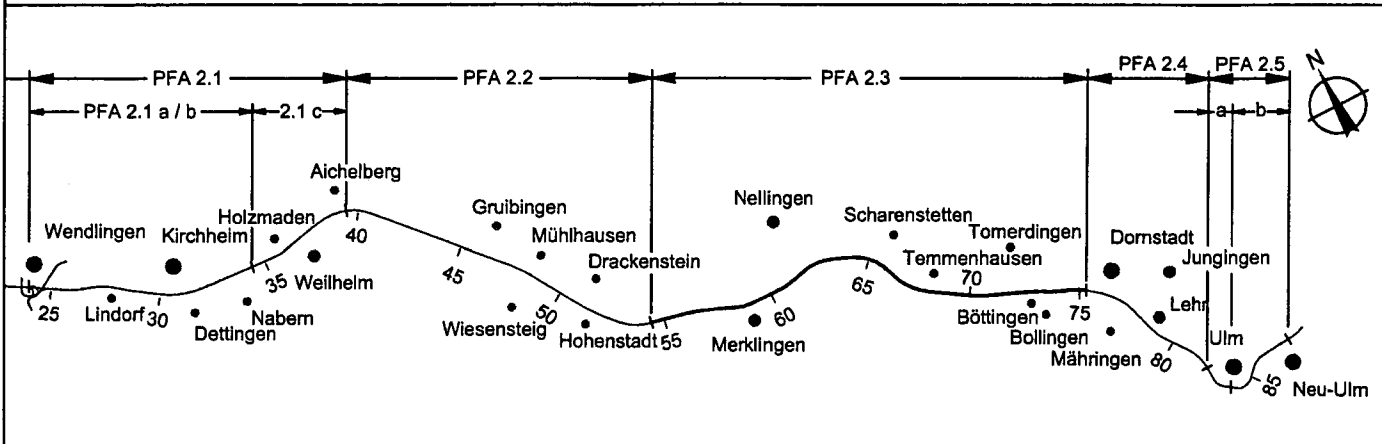 N
PFA 2.1
PFA 2.2
PFA 2.3
PFA 2.4
PFA 2.5
PFA 2.1 a / b
2.1 c
a
b
Aichelberg
Wendlingen
Holzmaden
Kirchheim
40
Gruibingen
Mühlhausen
Drackenstein
Nellingen
Scharenstetten
Tomerdingen
Temmenhausen
Dornstadt
Jungingen
25
Lindorf
30
Dettingen
Nabern
35
Weilheim
45
Wiesensteig
50
Hohenstadt
55
Merklingen
60
65
70
Böttingen
Bollingen
75
Mähringen
Lehr
80
Ulm
85
Neu-Ulm